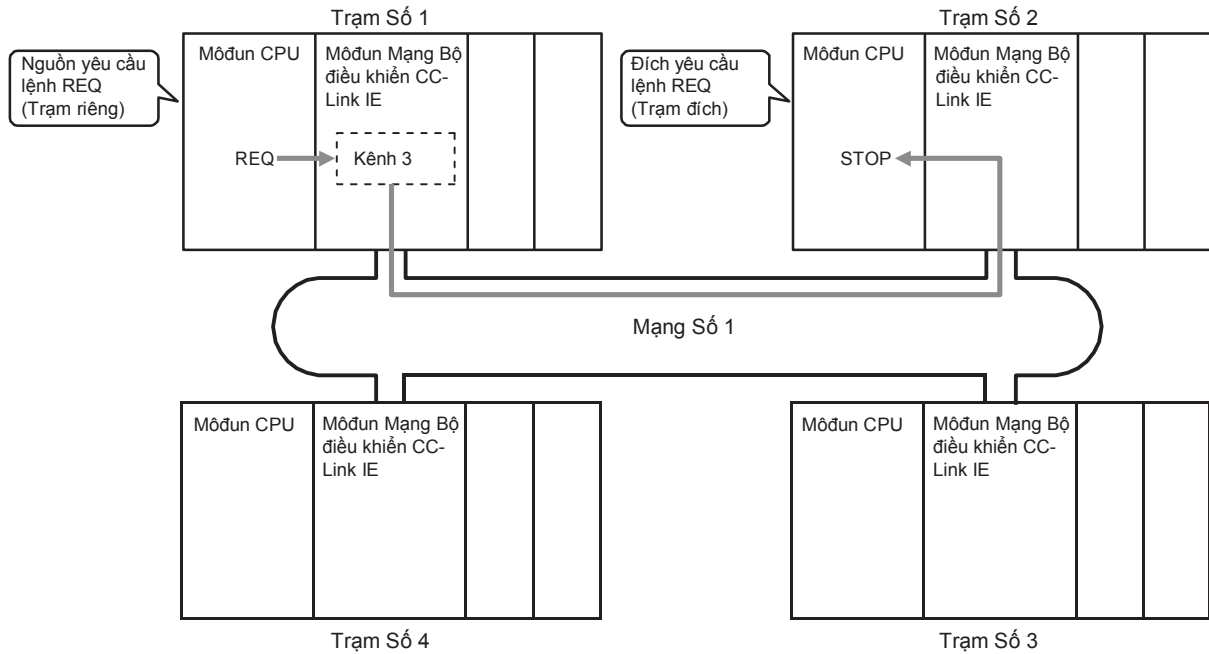 Trạm Số 1
Trạm Số 2
Nguồn yêu cầu
lệnh REQ
(Trạm riêng)
Môđun CPU
Môđun Mạng Bộ
điều khiển CC-
Link IE
REQ
Kênh 3
Đích yêu cầu
lệnh REQ
(Trạm đích)
Môđun CPU
Môđun Mạng Bộ
điều khiển CC-
Link IE
STOP
Mạng Số 1
Môđun CPU
Môđun Mạng Bộ
điều khiển CC-
Link IE
Môđun CPU
Môđun Mạng Bộ
điều khiển CC-
Link IE
Trạm Số 4
Trạm Số 3